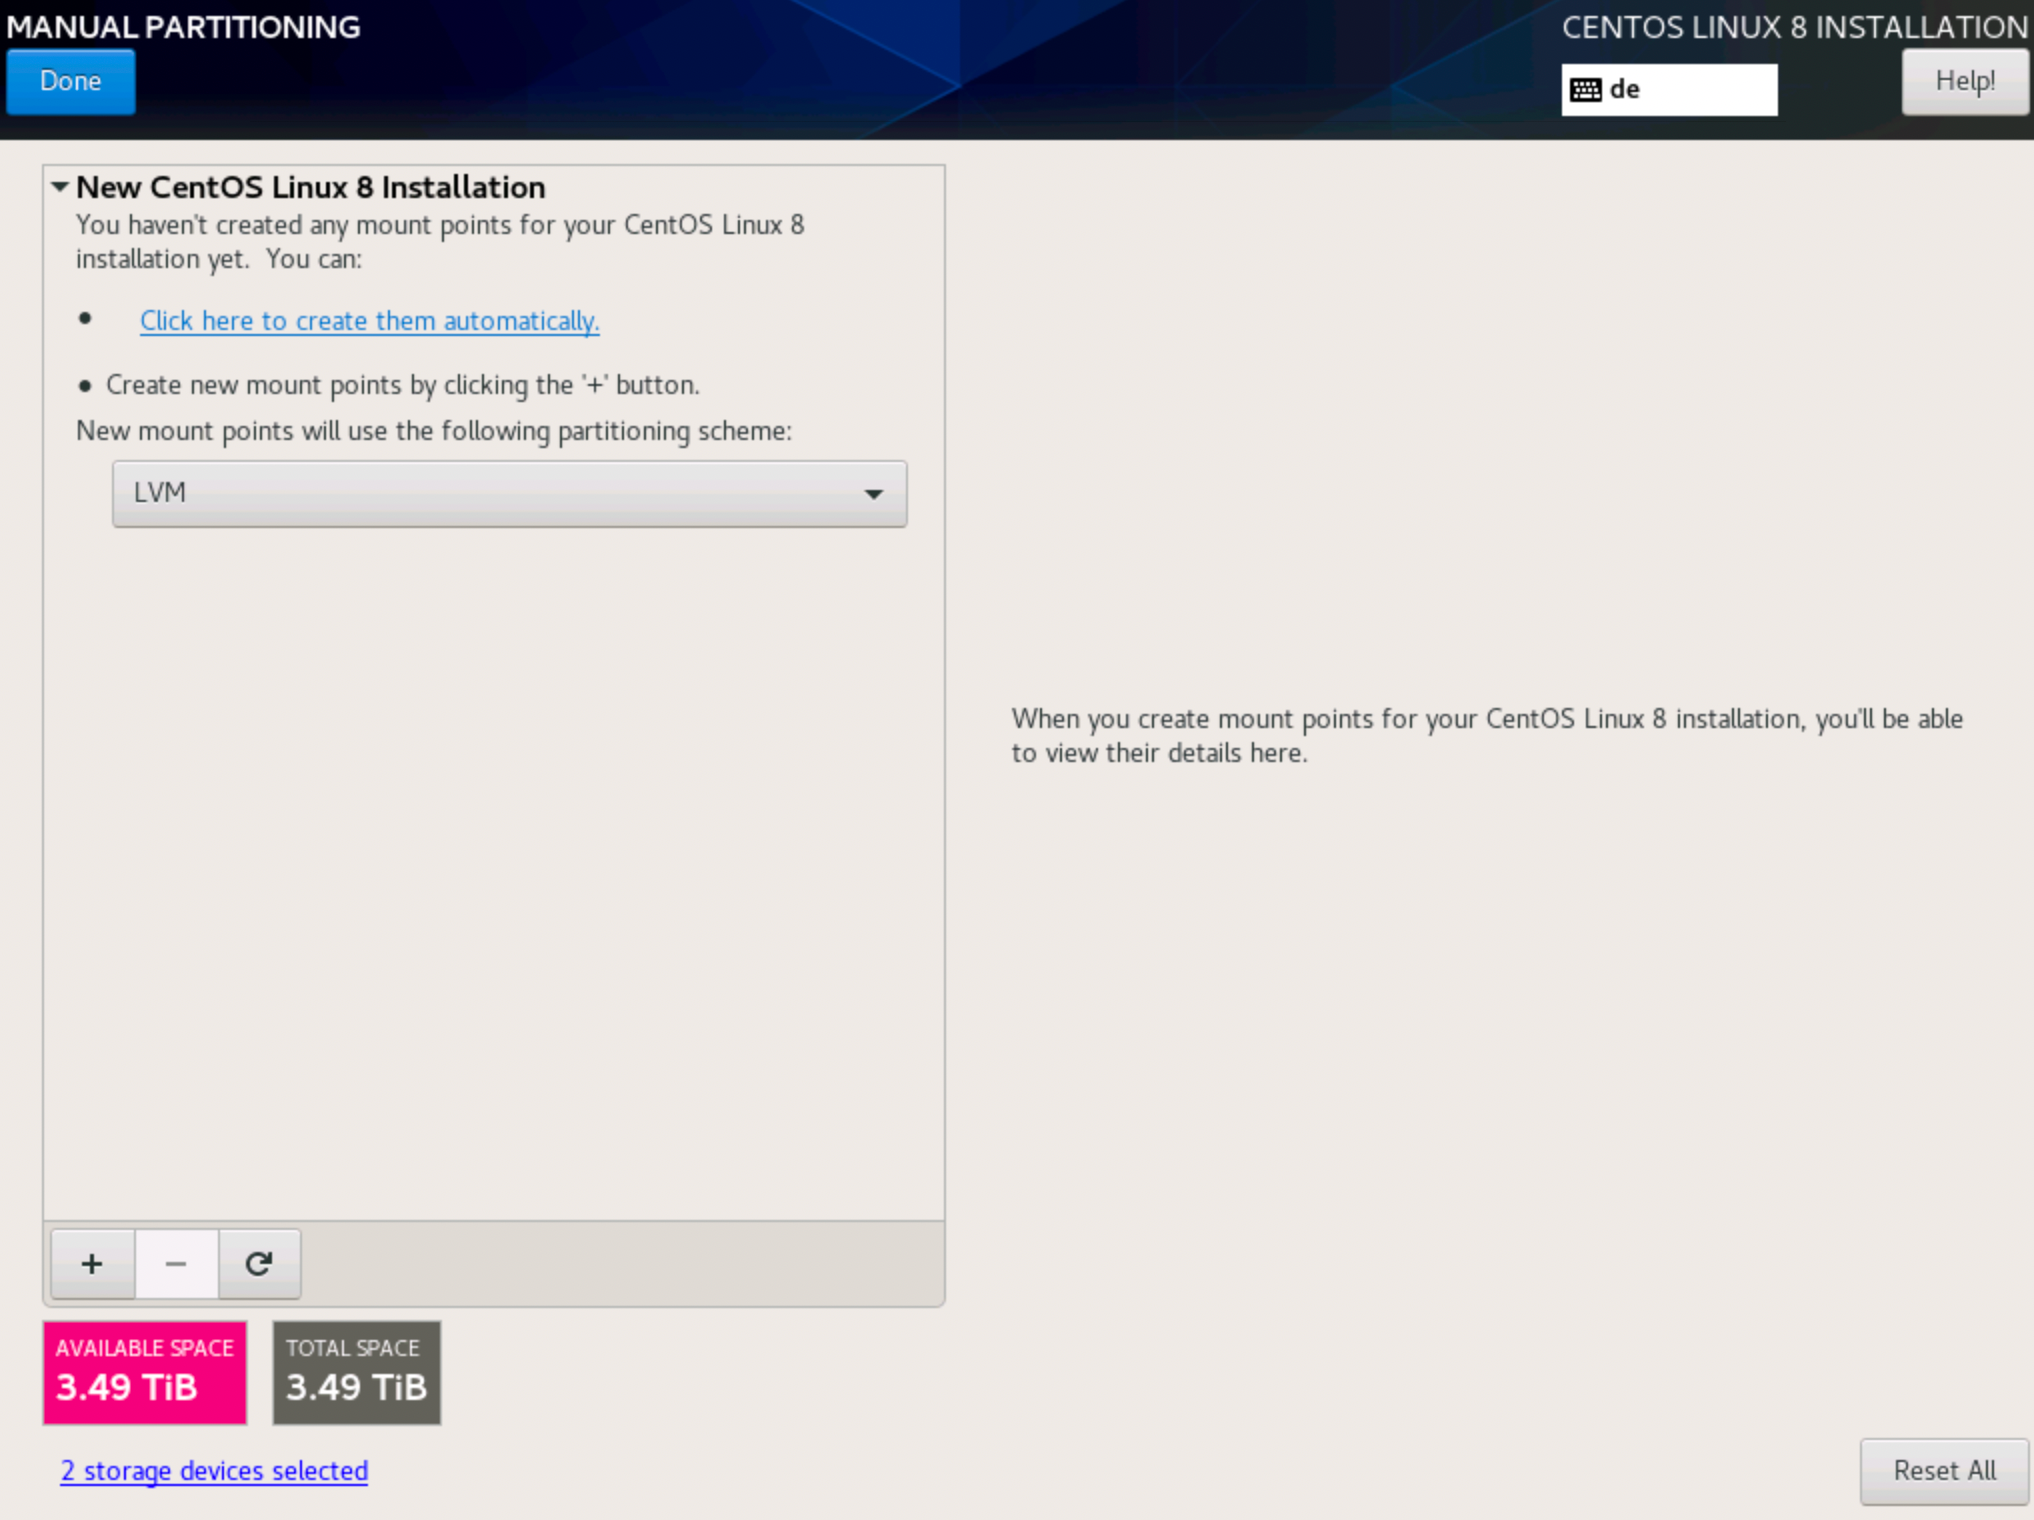 MANUAL PARTITIONING
CENTOS LINUX 8 INSTALLATION
Done
de
Help!
New CentOS Linux 8 Installation
You haven't created any mount points for your CentOS Linux 8
installation yet.  You can:
• Click here to create them automatically.
• Create new mount points by clicking the '+' button.
New mount points will use the following partitioning scheme:
LVM
When you create mount points for your CentOS Linux 8 installation, you'll be able
to view their details here.
+ −
AVAILABLE SPACE
3.49 TiB
TOTAL SPACE
3.49 TiB
2 storage devices selected
Reset All